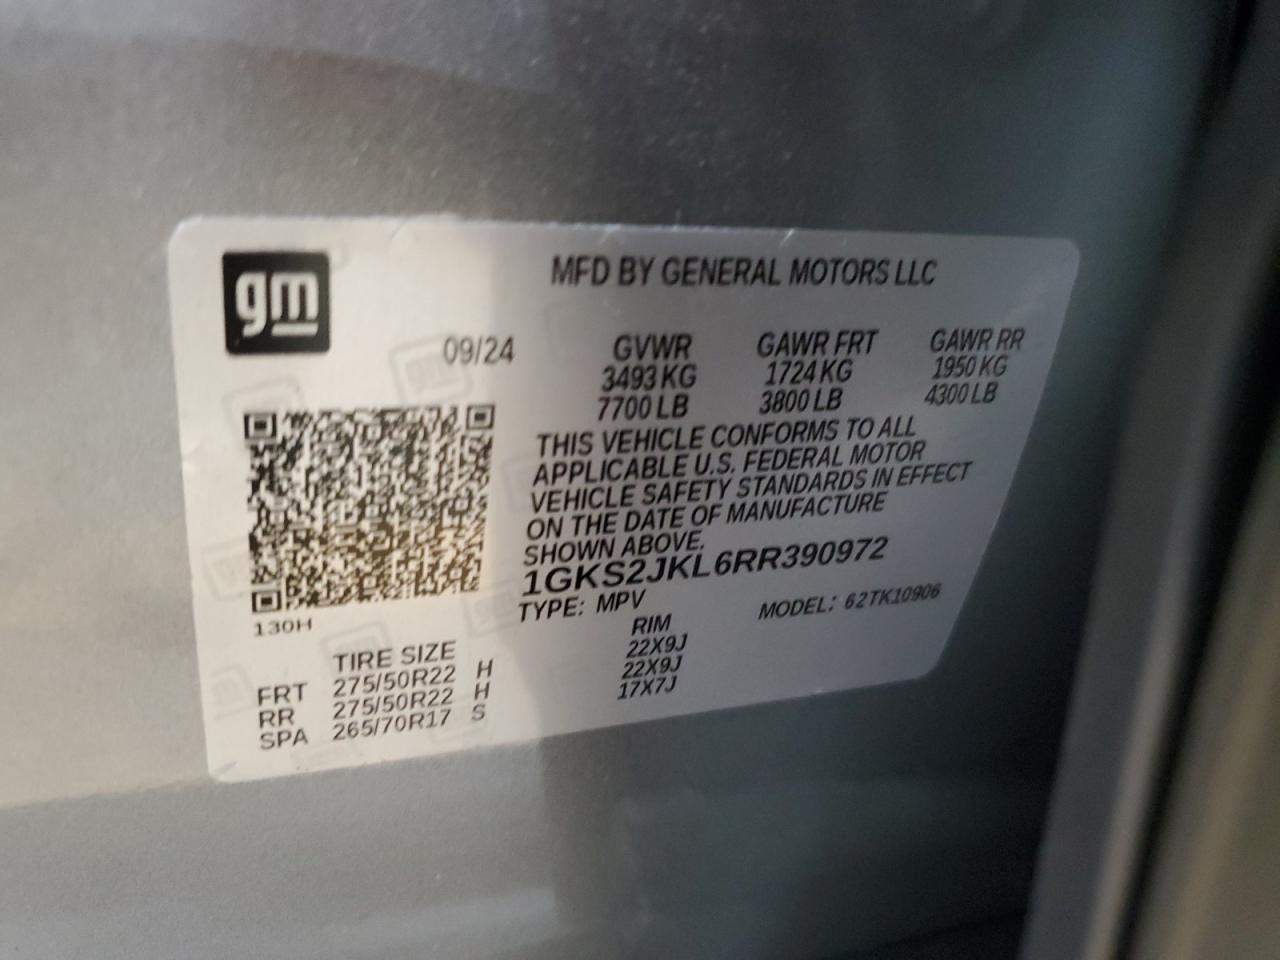 gm
MFD BY GENERAL MOTORS LLC
09/24 GVWR GAWR FRT GAWR RR
3493 KG 1724 KG 1950 KG
7700 LB 3800 LB 4300 LB
THIS VEHICLE CONFORMS TO ALL
APPLICABLE U.S. FEDERAL MOTOR
VEHICLE SAFETY STANDARDS IN EFFECT
ON THE DATE OF MANUFACTURE
SHOWN ABOVE.
1GKS2JKL6RR390972
TYPE: MPV MODEL: 62TK10906
130H
TIRE SIZE RIM
FRT 275/50R22 H 22X9J
RR 275/50R22 H 22X9J
SPA 265/70R17 S 17X7J